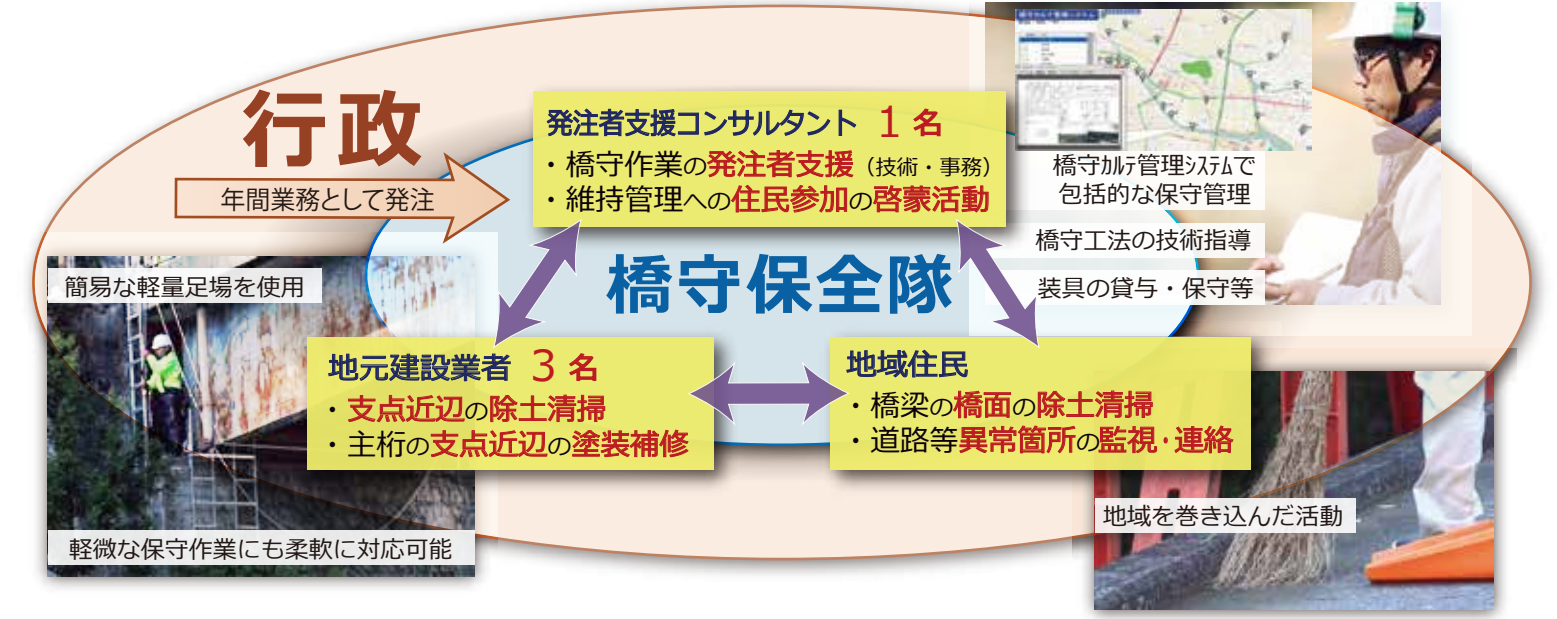 行政
年間業務として発注
発注者支援コンサルタント 1 名
・橋守作業の発注者支援（技術・事務）
・維持管理への住民参加の啓蒙活動
橋守ｶﾙﾃ管理ｼｽﾃﾑで
包括的な保守管理
橋守工法の技術指導
装具の貸与・保守等
橋守保全隊
簡易な軽量足場を使用
地元建設業者 3 名
・支点近辺の除土清掃
・主桁の支点近辺の塗装補修
軽微な保守作業にも柔軟に対応可能
地域住民
・橋梁の橋面の除土清掃
・道路等異常箇所の監視・連絡
地域を巻き込んだ活動